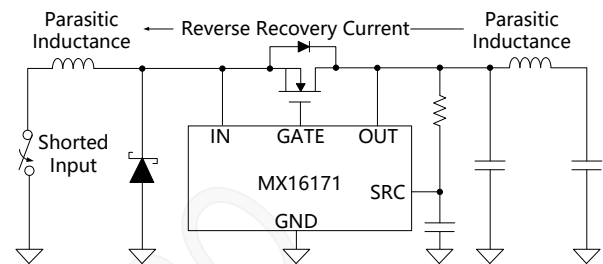 Parasitic
Inductance
Reverse Recovery Current
Parasitic
Inductance
Shorted
Input
IN
GATE
OUT
MX16171
SRC
GND